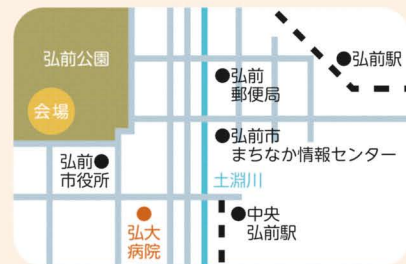 弘前公園
会場
弘前駅
弘前
郵便局
弘前市
まちなか情報センター
弘前
市役所
土淵川
中央
弘前駅
弘大
病院